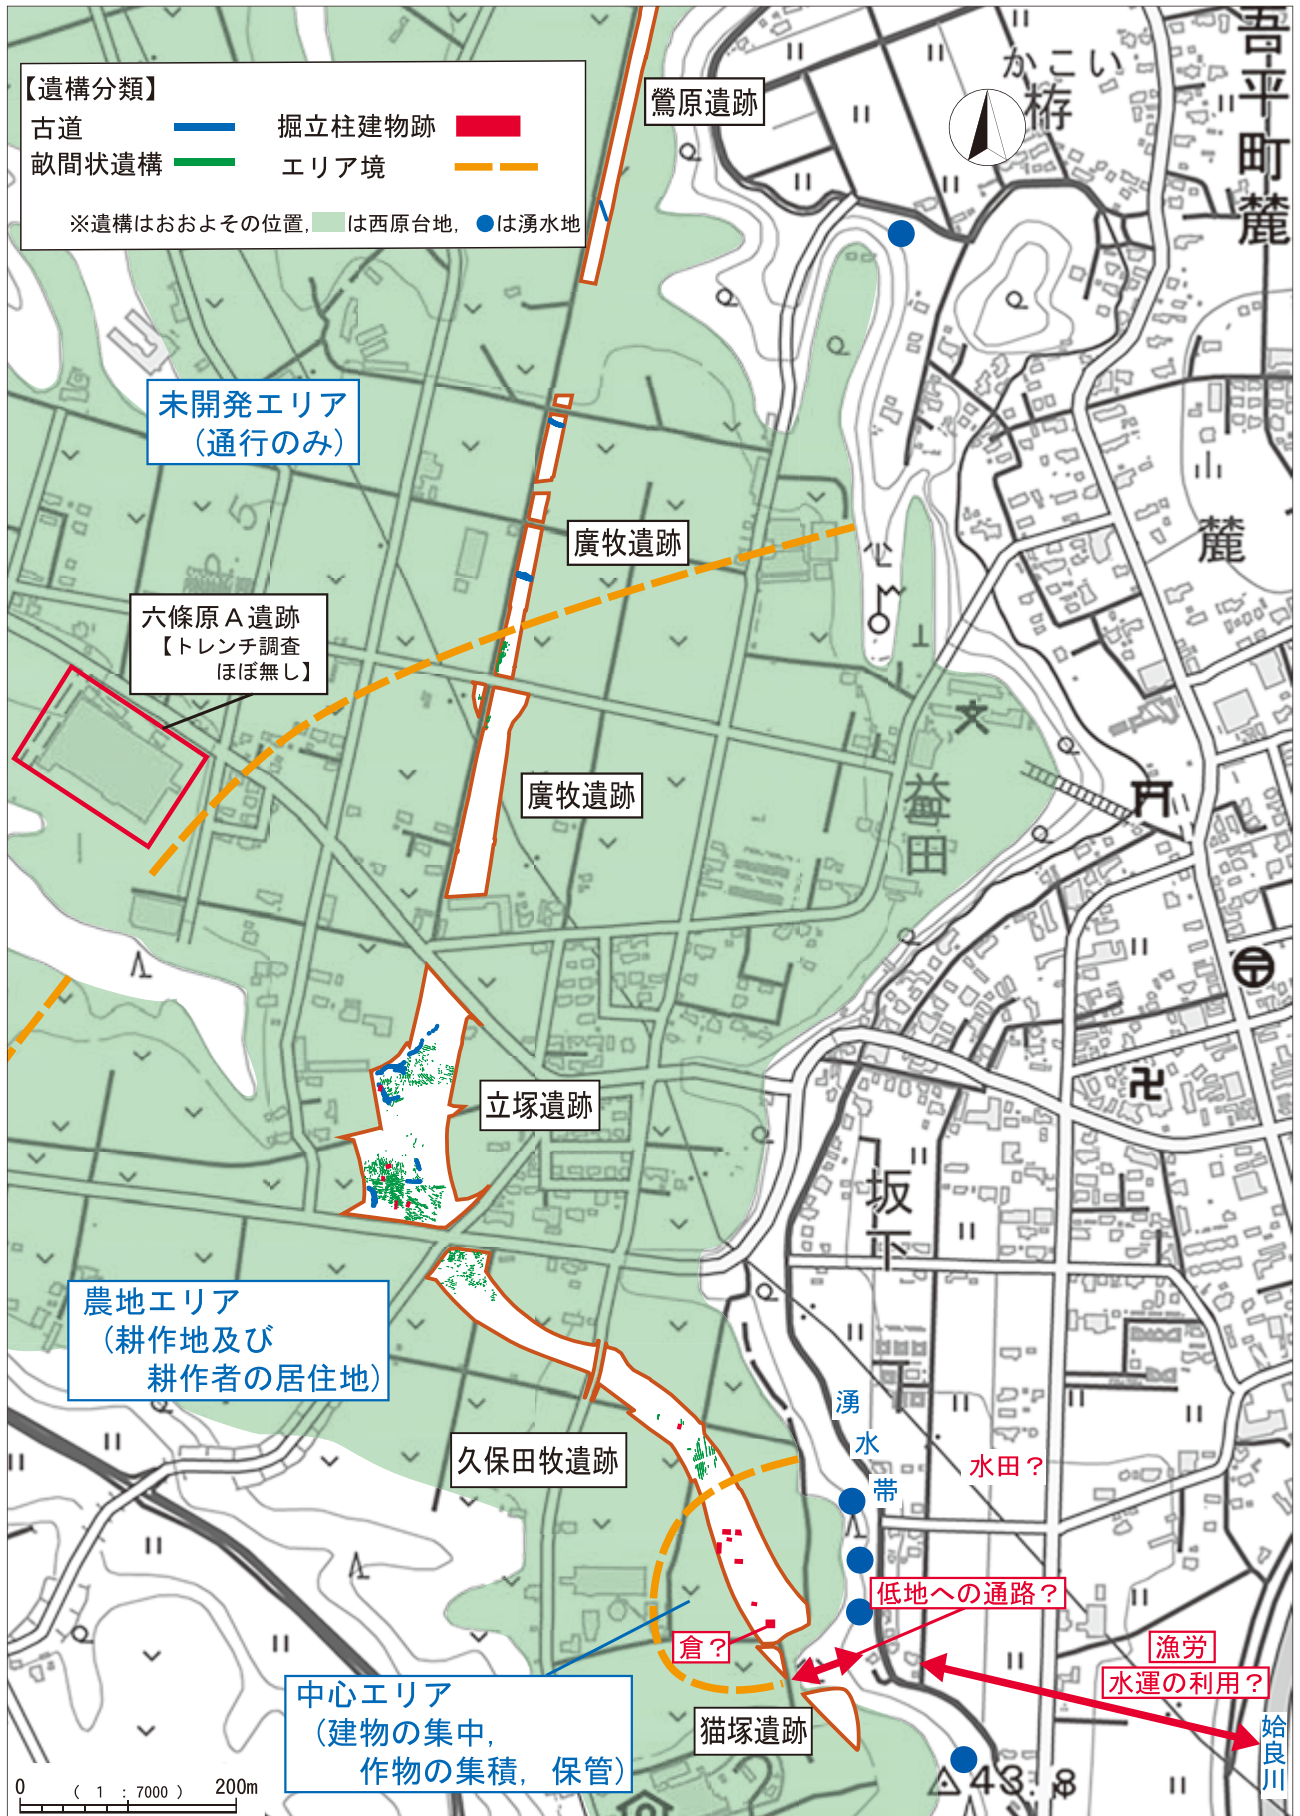 【遺構分類】
古道
掘立柱建物跡
畝間状遺構
エリア境
※遺構はおおよその位置, は西原台地, は湧水地
鶯原遺跡
かこい
栫
吾平町麓
未開発エリア
(通行のみ)
廣牧遺跡
小
麓
六條原A遺跡
【トレンチ調査
ほぼ無し】
廣牧遺跡
文
益田
立塚遺跡
坂下
農地エリア
(耕作地及び
耕作者の居住地)
久保田牧遺跡
湧
水
帯
水田?
低地への通路?
倉?
漁労
水運の利用?
中心エリア
(建物の集中,
作物の集積, 保管)
猫塚遺跡
姶良川
43.8
0 ( 1 : 7000 ) 200m